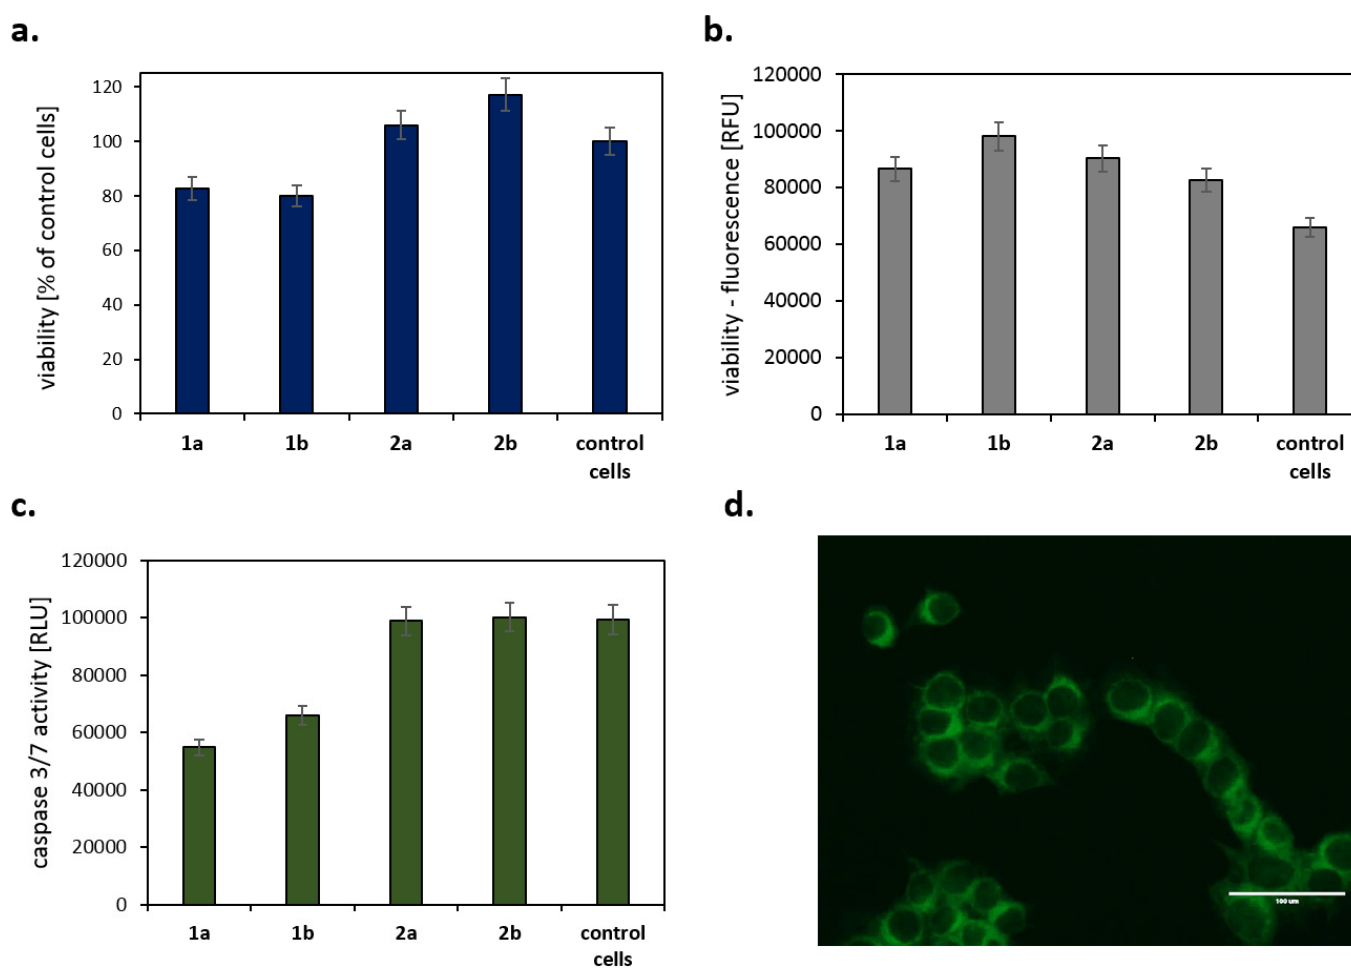 a.
viability [% of control cells]
120
100
80
60
40
20
0
1a 1b 2a 2b control
cells
b.
viability - fluorescence [RFU]
120000
100000
80000
60000
40000
20000
0
1a 1b 2a 2b control
cells
c.
caspase 3/7 activity [RLU]
120000
100000
80000
60000
40000
20000
0
1a 1b 2a 2b control
cells
d.
100 um